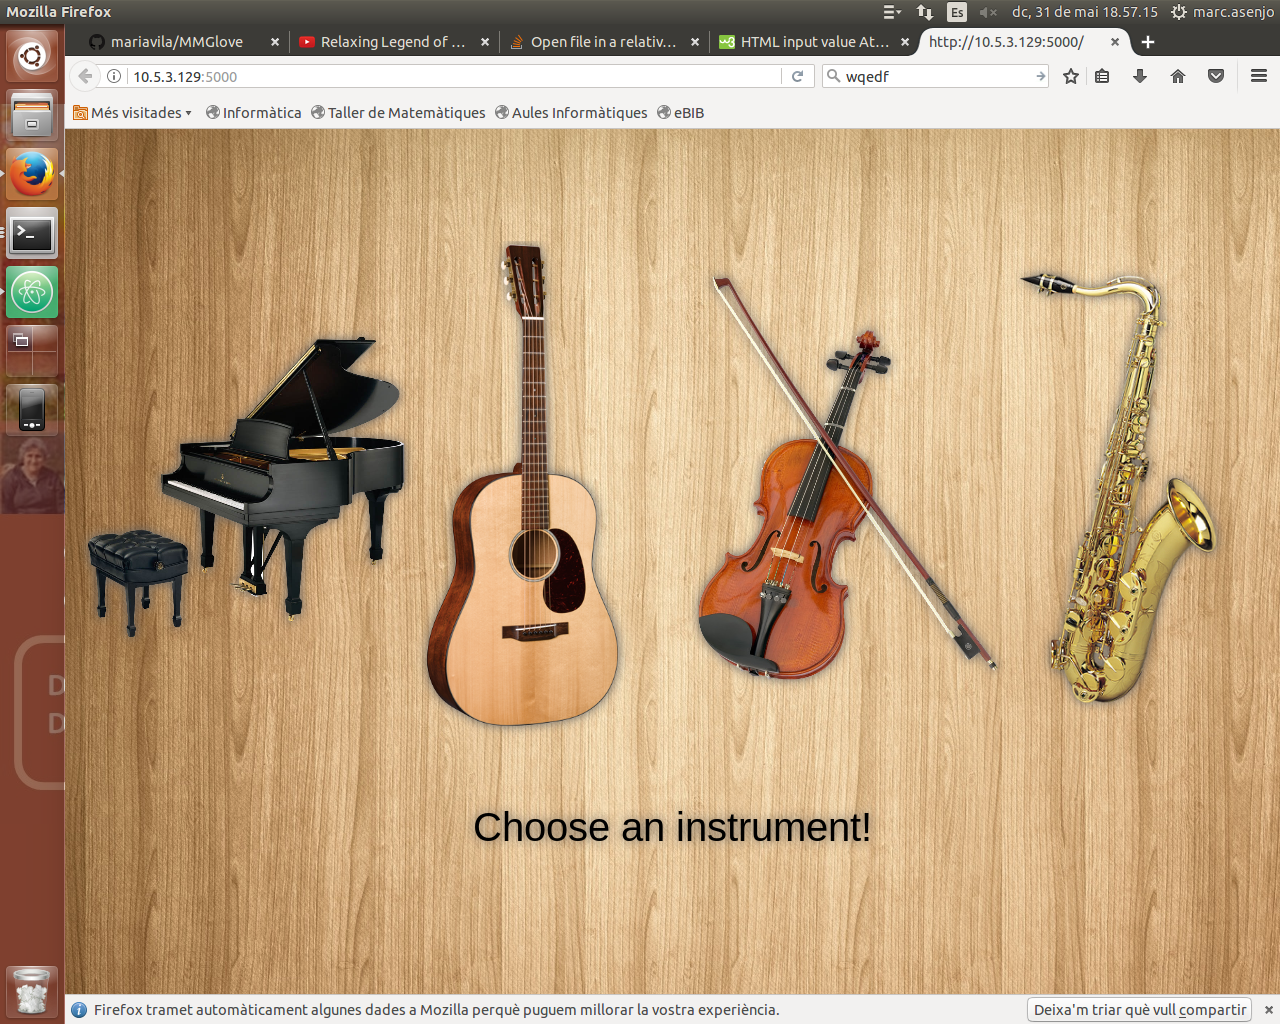 Mozilla Firefox
Es
dc, 31 de mai 18.57.15
marc.asenjo
mariavila/MMGlove
Relaxing Legend of ...
Open file in a relativ...
HTML input value At...
http://10.5.3.129:5000/
10.5.3.129:5000
wqedf
Més visitades
Informàtica
Taller de Matemàtiques
Aules Informàtiques
eBIB
D
D
Choose an instrument!
Firefox tramet automàticament algunes dades a Mozilla perquè puguem millorar la vostra experiència.
Deixa'm triar què vull compartir